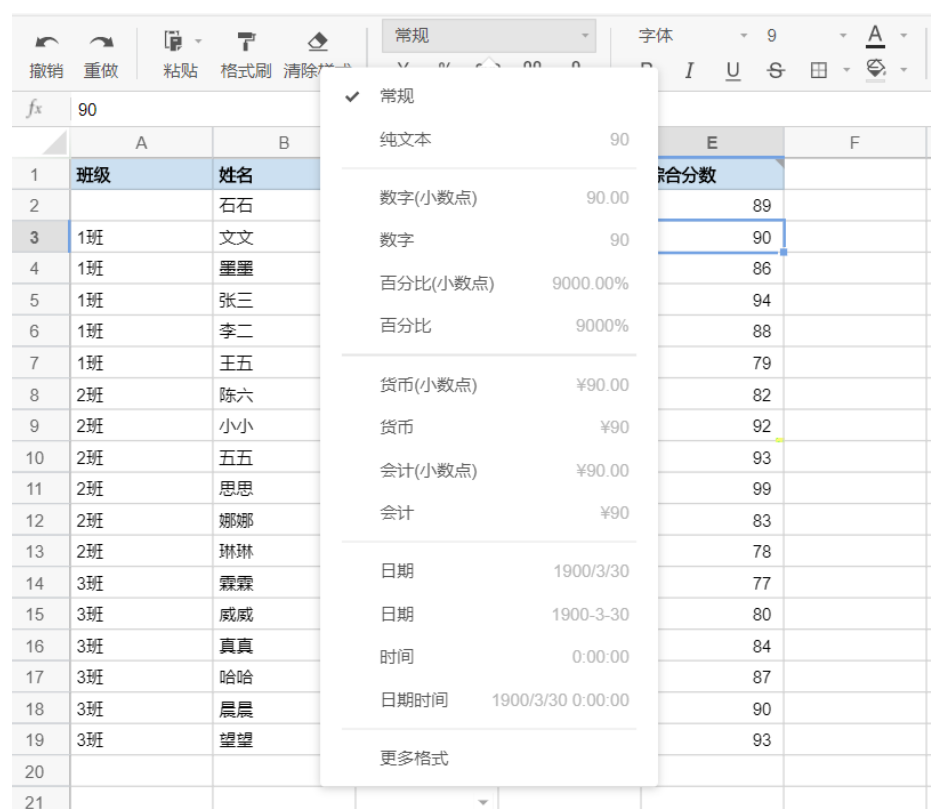 常规
字体
9
A
撤销
重做
粘贴
格式刷
清除
I
U
S
fx
90
A
B
E
F
1
班级
姓名
综合分数
2
石石
89
3
1班
文文
90
4
1班
墨墨
86
5
1班
张三
94
6
1班
李二
88
7
1班
王五
79
8
2班
陈六
82
9
2班
小小
92
10
2班
五五
93
11
2班
思思
99
12
2班
娜娜
83
13
2班
琳琳
78
14
3班
霖霖
77
15
3班
威威
80
16
3班
真真
84
17
3班
哈哈
87
18
3班
晨晨
90
19
3班
望望
93
20
21
常规
纯文本 90
数字(小数点) 90.00
数字 90
百分比(小数点) 9000.00%
百分比 9000%
货币(小数点) ¥90.00
货币 ¥90
会计(小数点) ¥90.00
会计 ¥90
日期 1900/3/30
日期 1900-3-30
时间 0:00:00
日期时间 1900/3/30 0:00:00
更多格式